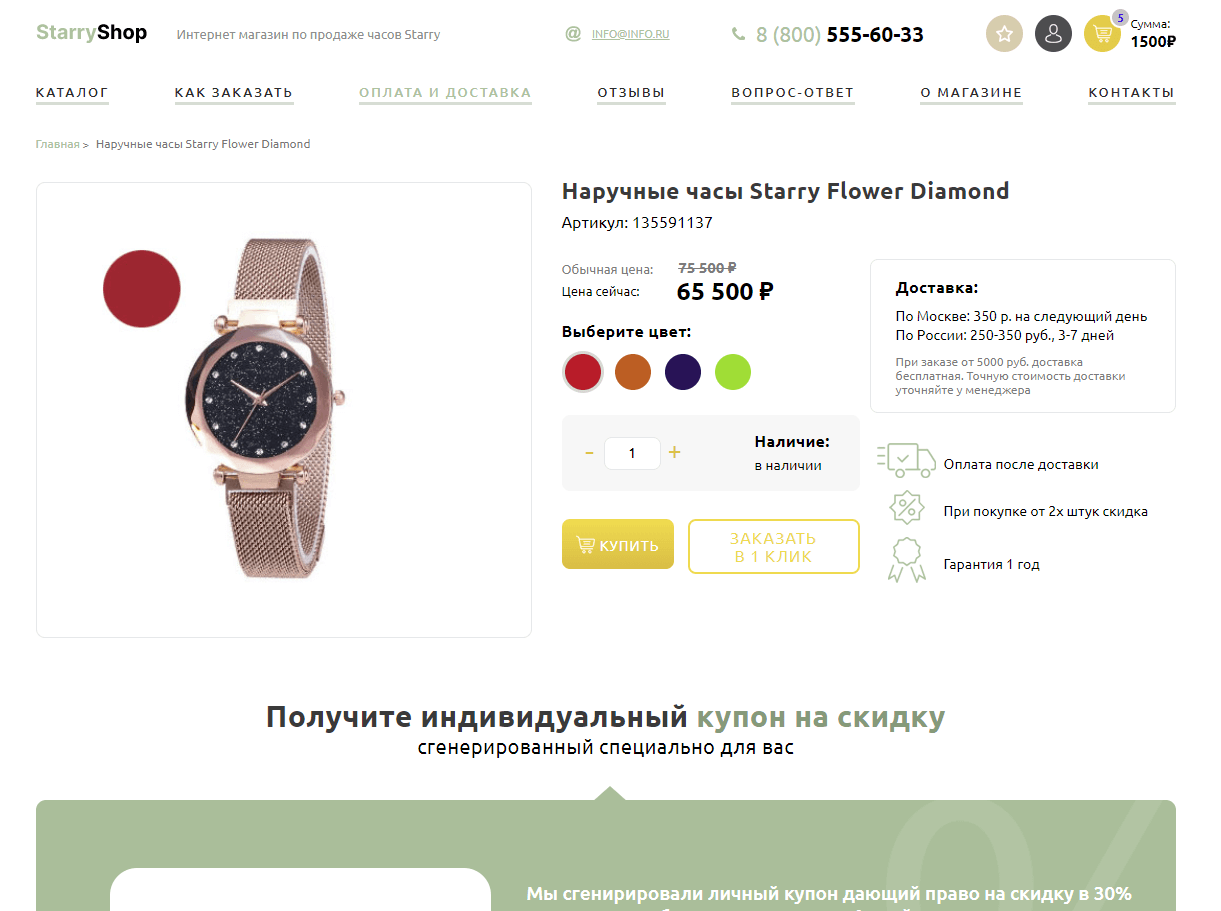 StarryShop
Интернет магазин по продаже часов Starry
INFO@INFO.RU
8 (800) 555-60-33
5
Сумма:
1500₽
КАТАЛОГ
КАК ЗАКАЗАТЬ
ОПЛАТА И ДОСТАВКА
ОТЗЫВЫ
ВОПРОС-ОТВЕТ
О МАГАЗИНЕ
КОНТАКТЫ
Главная > Наручные часы Starry Flower Diamond
Наручные часы Starry Flower Diamond
Артикул: 135591137
Обычная цена: 75 500 ₽
Цена сейчас: 65 500 ₽
Выберите цвет:
- 1 +
Наличие:
в наличии
КУПИТЬ
ЗАКАЗАТЬ
В 1 КЛИК
Доставка:
По Москве: 350 р. на следующий день
По России: 250-350 руб., 3-7 дней
При заказе от 5000 руб. доставка
бесплатная. Точную стоимость доставки
уточняйте у менеджера
Оплата после доставки
При покупке от 2х штук скидка
Гарантия 1 год
Получите индивидуальный купон на скидку
сгенерированный специально для вас
Мы сгенирировали личный купон дающий право на скидку в 30%